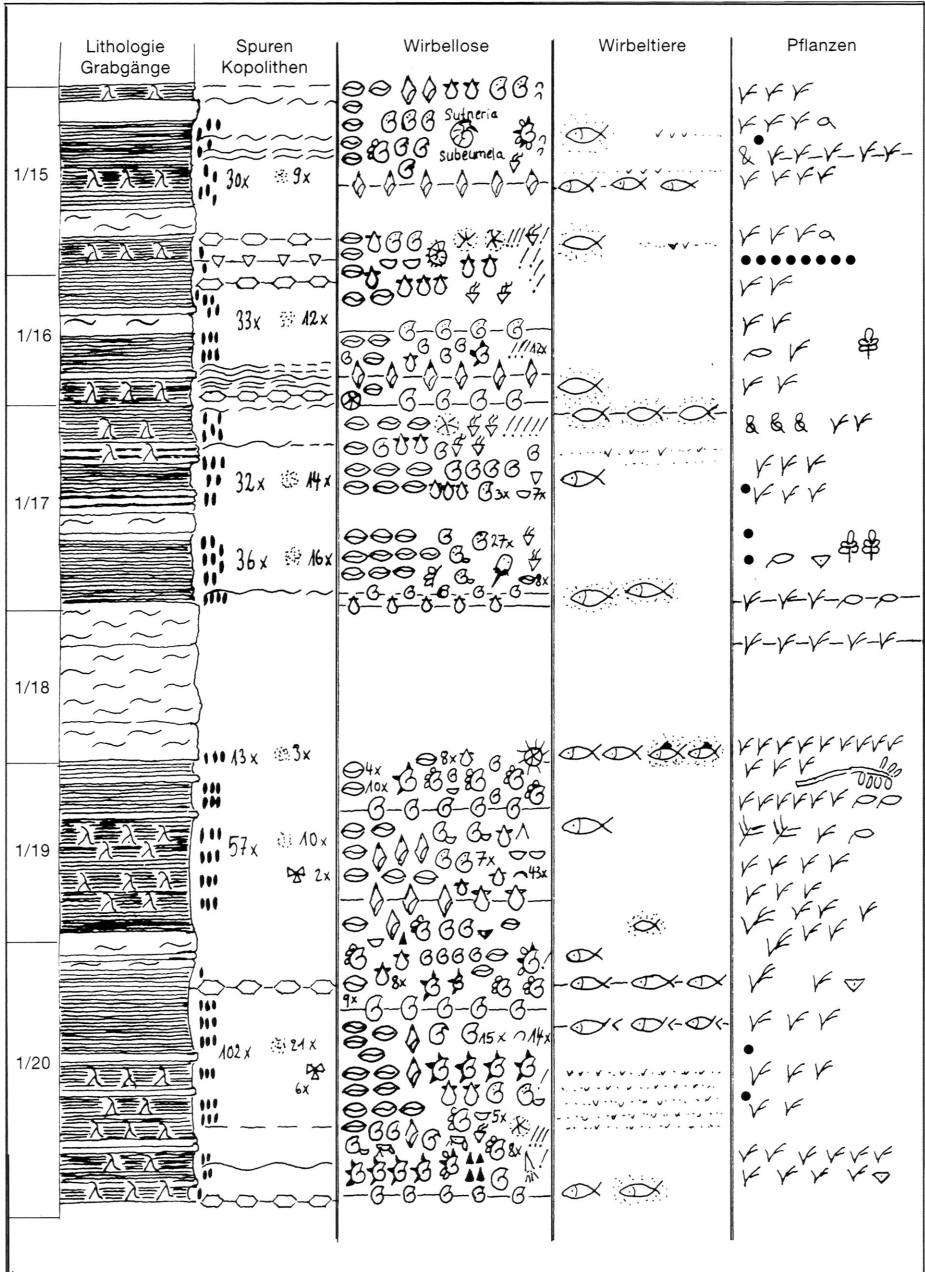 Lithologie Grabgänge
Spuren Kopolithen
Wirbellose
Wirbeltiere
Pflanzen
Sutneria
subeumela
1/15
30x 9x
a
&
a
1/16
33x 12x
12x
1/17
& & &
32x 14x
3x 7x
36x 16x
27x
8x
1/18
13x 3x
8x
4x
10x
1/19
57x 10x
7x
2x
43x
8x
9x
1/20
102x 21x
15x 14x
6x
5x
8x